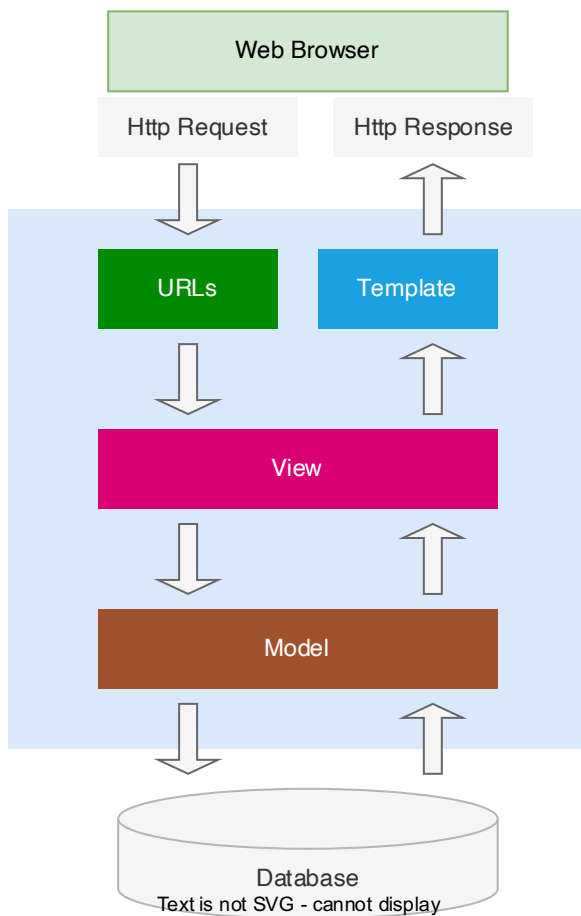 Web Browser
Http Request
Http Response
URLs
Template
View
Model
Database
Text is not SVG - cannot display